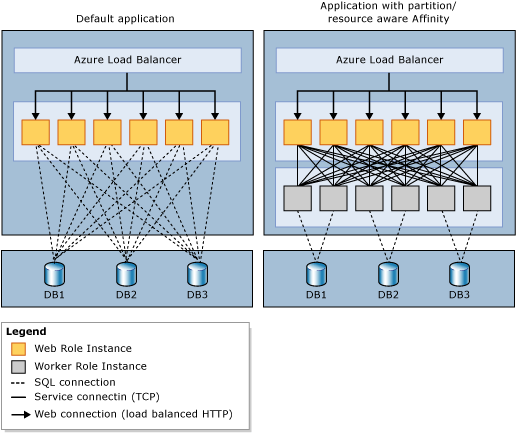 Default application
Application with partition/
resource aware Affinity
Azure Load Balancer
Azure Load Balancer
DB1
DB2
DB3
DB1
DB2
DB3
Legend
Web Role Instance
Worker Role Instance
SQL connection
Service connectin (TCP)
Web connection (load balanced HTTP)